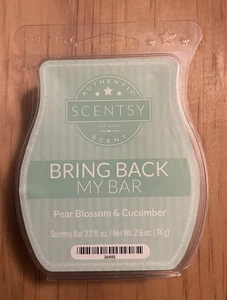 AUTHENTIC
SCENTSY
SCENT
BRING BACK
MY BAR
Pear Blossom & Cucumber
Scentsy Bar 3.2 fl. oz. / Net Wt. 2.6 oz. (74 g)